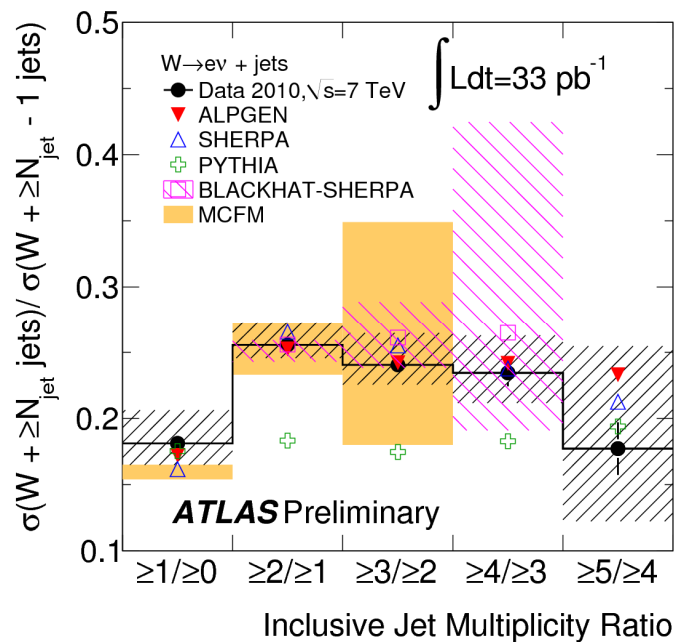 σ(W + ≥N_jet jets)/ σ(W + ≥N_jet - 1 jets)
0.5
0.4
0.3
0.2
0.1
W→eν + jets
Data 2010,√s=7 TeV
ALPGEN
SHERPA
PYTHIA
BLACKHAT-SHERPA
MCFM
∫Ldt=33 pb⁻¹
ATLAS Preliminary
≥1/≥0 ≥2/≥1 ≥3/≥2 ≥4/≥3 ≥5/≥4
Inclusive Jet Multiplicity Ratio